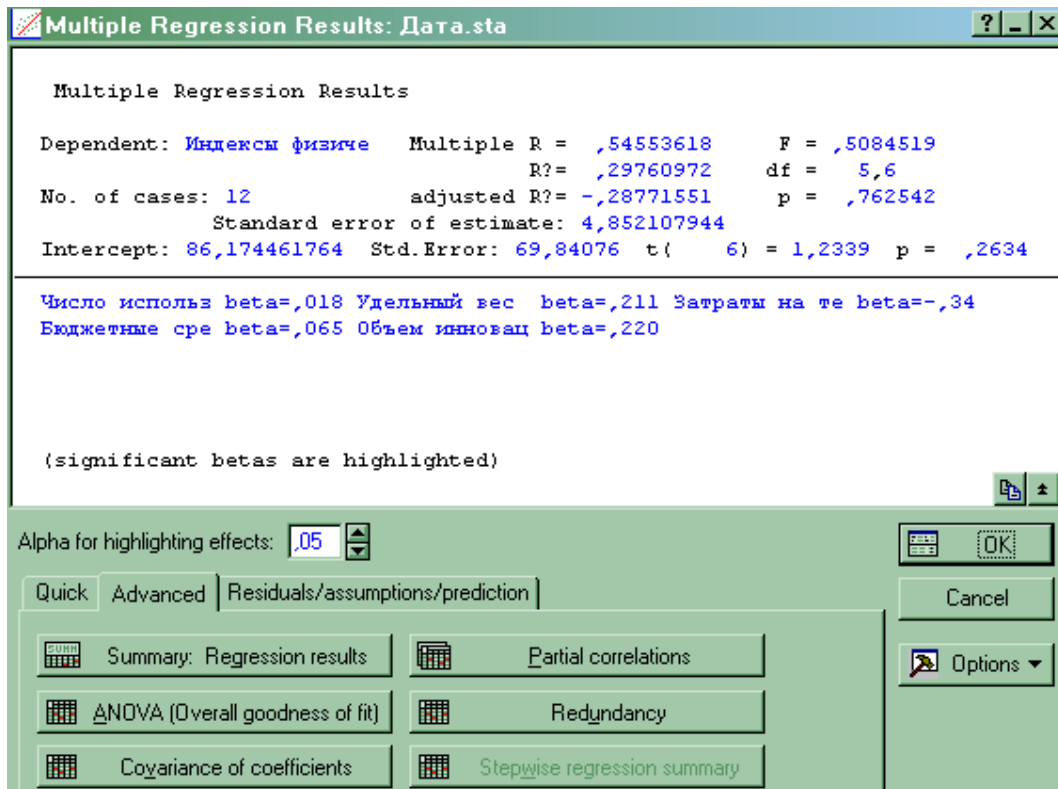 Multiple Regression Results: Дата.sta
Multiple Regression Results
Dependent: Индексы физиче Multiple R = ,54553618 F = ,5084519
R?= ,29760972 df = 5,6
No. of cases: 12 adjusted R?= -,28771551 p = ,762542
Standard error of estimate: 4,852107944
Intercept: 86,174461764 Std.Error: 69,84076 t( 6) = 1,2339 p = ,2634
Число использ beta=,018 Удельный вес beta=,211 Затраты на те beta=-,34
Бюджетные сре beta=,065 Объем инновац beta=,220
(significant betas are highlighted)
Alpha for highlighting effects: ,05
OK
Quick Advanced Residuals/assumptions/prediction
Cancel
SUMM Summary: Regression results Partial correlations
Options
ANOVA (Overall goodness of fit) Redundancy
Covariance of coefficients Stepwise regression summary